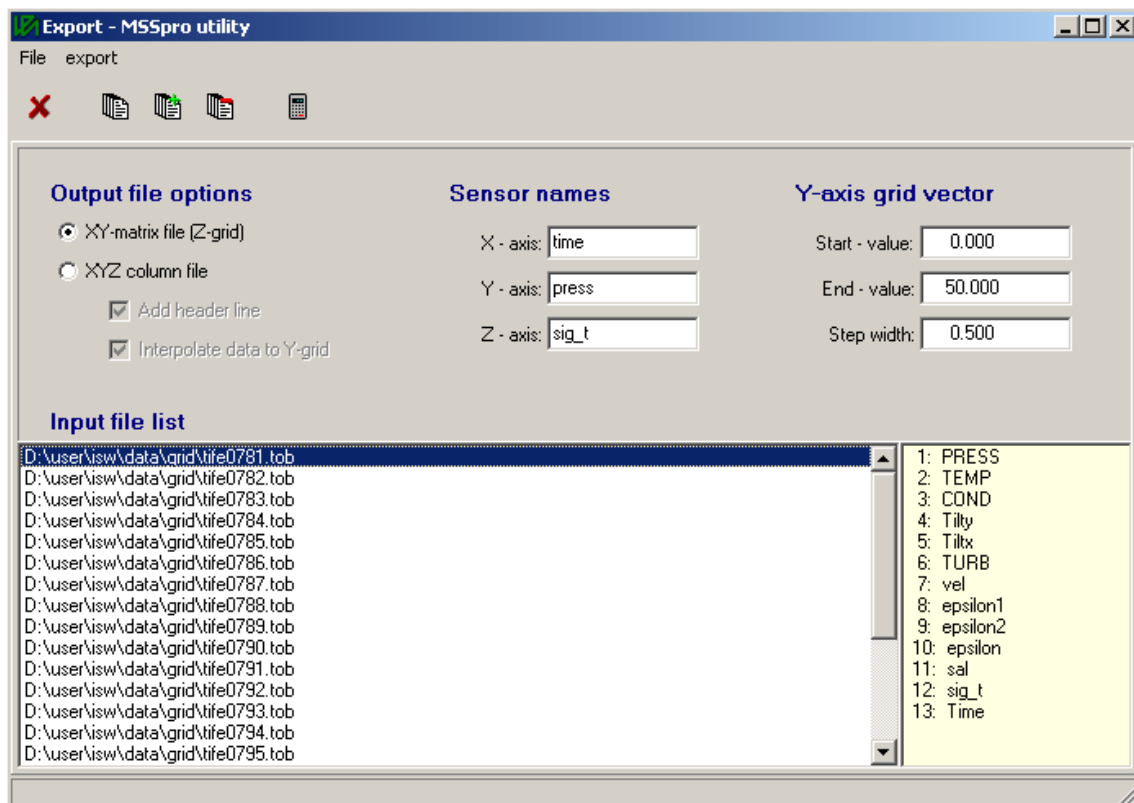 Export - MSSpro utility
File export
Output file options
XY-matrix file (Z-grid)
XYZ column file
Add header line
Interpolate data to Y-grid
Sensor names
X - axis: time
Y - axis: press
Z - axis: sig_t
Y-axis grid vector
Start - value: 0.000
End - value: 50.000
Step width: 0.500
Input file list
D:\user\isw\data\grid\tife0781.tob
D:\user\isw\data\grid\tife0782.tob
D:\user\isw\data\grid\tife0783.tob
D:\user\isw\data\grid\tife0784.tob
D:\user\isw\data\grid\tife0785.tob
D:\user\isw\data\grid\tife0786.tob
D:\user\isw\data\grid\tife0787.tob
D:\user\isw\data\grid\tife0788.tob
D:\user\isw\data\grid\tife0789.tob
D:\user\isw\data\grid\tife0790.tob
D:\user\isw\data\grid\tife0791.tob
D:\user\isw\data\grid\tife0792.tob
D:\user\isw\data\grid\tife0793.tob
D:\user\isw\data\grid\tife0794.tob
D:\user\isw\data\grid\tife0795.tob
1: PRESS
2: TEMP
3: COND
4: Tilty
5: Tiltx
6: TURB
7: vel
8: epsilon1
9: epsilon2
10: epsilon
11: sal
12: sig_t
13: Time